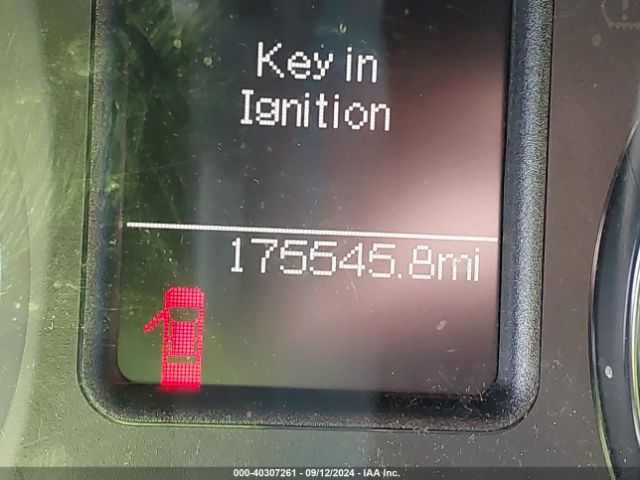 Key in
Ignition
175545.8mi
000-40307261 - 09/12/2024 - IAA Inc.